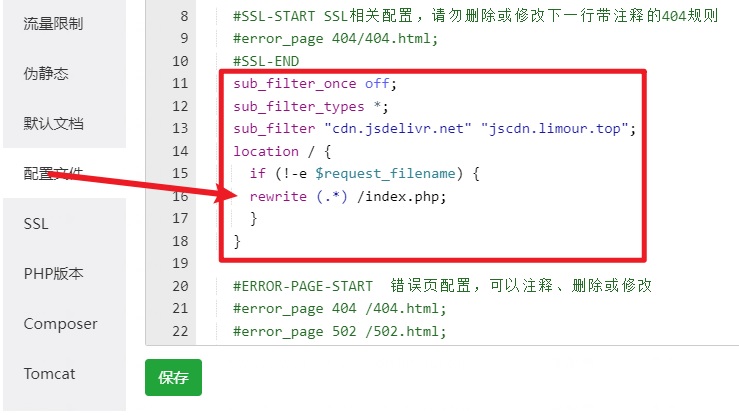 流量限制
伪静态
默认文档
配置文件
SSL
PHP版本
Composer
Tomcat
8 #SSL-START SSL相关配置，请勿删除或修改下一行带注释的404规则
9 #error_page 404/404.html;
10 #SSL-END
11 sub_filter_once off;
12 sub_filter_types *;
13 sub_filter "cdn.jsdelivr.net" "jscdn.limour.top";
14 location / {
15 if (!-e $request_filename) {
16 rewrite (.*) /index.php;
17 }
18 }
19
20 #ERROR-PAGE-START 错误页配置，可以注释、删除或修改
21 #error_page 404 /404.html;
22 #error_page 502 /502.html;
保存